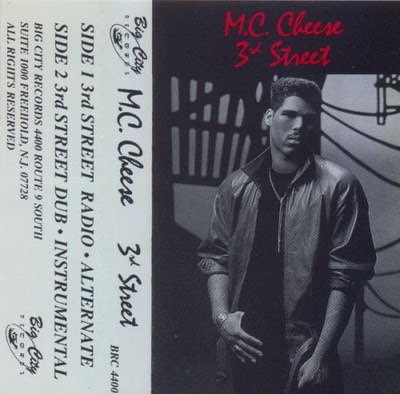 M.C. Cheese
3rd Street
Big City
RECORDS
M.C. Cheese 3rd Street
BRC 4400
Big City
RECORDS
SIDE 1 3rd STREET RADIO • ALTERNATE
SIDE 2 3rd STREET DUB • INSTRUMENTAL
BIG CITY RECORDS 4400 ROUTE 9 SOUTH
SUITE 1000 FREEHOLD, N.J. 07728
ALL RIGHTS RESERVED